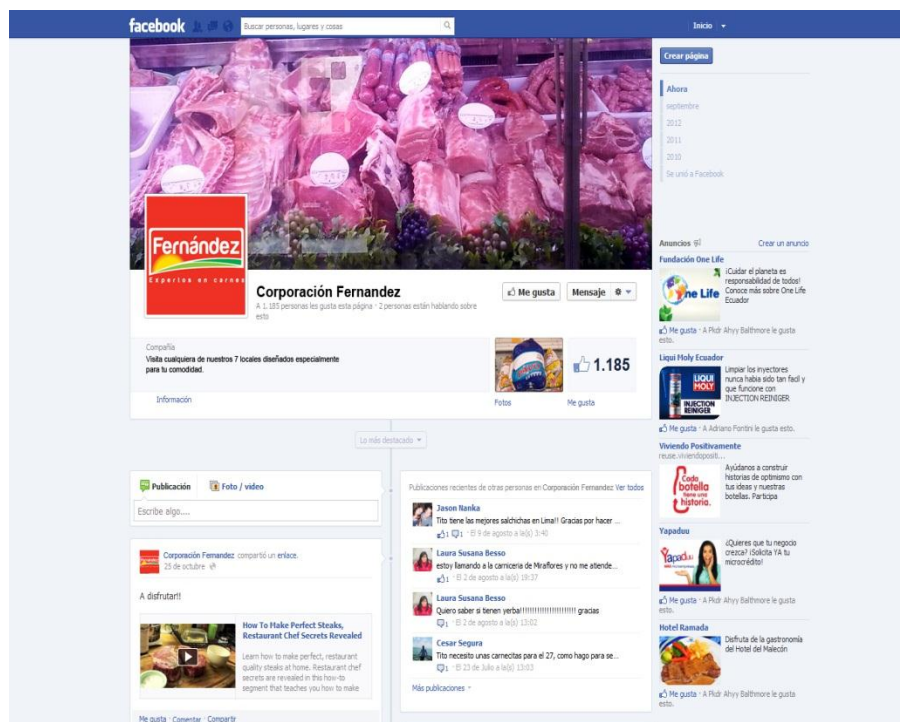 facebook
Buscar personas, lugares y cosas
Inicio
Crear página
Ahora
septiembre
2012
2011
2010
Se unió a Facebook
Fernández
Expertos en carnes
Corporación Fernandez
A 1.185 personas les gusta esta página · 2 personas están hablando sobre
esto
Me gusta
Mensaje
Compañía
Visita cualquiera de nuestros 7 locales diseñados especialmente
para tu comodidad.
Información
1.185
Fotos
Me gusta
Lo más destacado
Publicación
Foto / video
Escribe algo....
Corporación Fernandez compartió un enlace.
25 de octubre
A disfrutar!!
How To Make Perfect Steaks,
Restaurant Chef Secrets Revealed
Learn how to make perfect, restaurant
quality steaks at home. Restaurant chef
secrets are revealed in this how-to
segment that teaches you how to make
Me gusta · Comentar · Compartir
Publicaciones recientes de otras personas en Corporación Fernandez Ver todos
Jason Nanka
Tito tiene las mejores salchichas en Lima!! Gracias por hacer ...
1 1 · El 9 de agosto a la(s) 3:40
Laura Susana Besso
estoy llamando a la carniceria de Miraflores y no me atiende...
1 · El 2 de agosto a la(s) 19:37
Laura Susana Besso
Quiero saber si tienen yerba!!!!!!!!!!!!!!!!!!!!!!! gracias
1 · El 2 de agosto a la(s) 13:02
Cesar Segura
Tito necesito unas carnecitas para el 27, como hago para se...
1 · El 23 de Julio a la(s) 13:03
Más publicaciones
Anuncios
Crear un anuncio
Fundación One Life
One Life
¡Cuidar el planeta es
responsabilidad de todos!
Conoce más sobre One Life
Ecuador
Me gusta · A Pkdr Ahyy Balthmore le gusta
esto.
Liqui Moly Ecuador
LIQUI
MOLY
INJECTION
REINIGER
Limpiar los inyectores
nunca habia sido tan facil y
que funcione con
INJECTION REINIGER
Me gusta · A Adriano Fontini le gusta esto.
Viviendo Positivamente
reuse.viviendopositi...
Cada
botella
tiene una
historia.
Ayúdanos a construir
historias de optimismo con
tus ideas y nuestras
botellas. Participa
Yapaduu
Yapaduu
¿Quieres que tu negocio
crezca? ¡Solicita YA tu
microcrédito!
Me gusta · A Pkdr Ahyy Balthmore le gusta
esto.
Hotel Ramada
Disfruta de la gastronomía
del Hotel del Malecón
Me gusta · A Pkdr Ahyy Balthmore le gusta
esto.